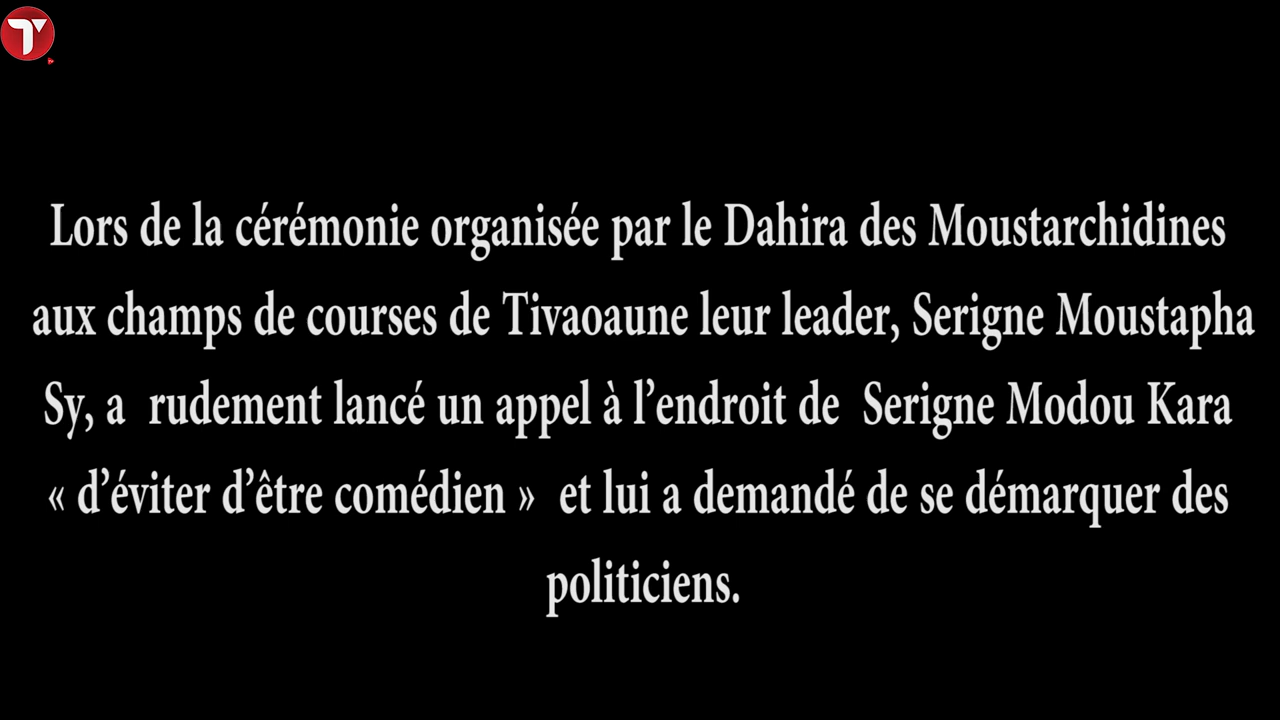 Lors de la cérémonie organisée par le Dahira des Moustarchidines
aux champs de courses de Tivaoaune leur leader, Serigne Moustapha
Sy, a rudement lancé un appel à l’endroit de Serigne Modou Kara
« d’éviter d’être comédien » et lui a demandé de se démarquer des
politiciens.